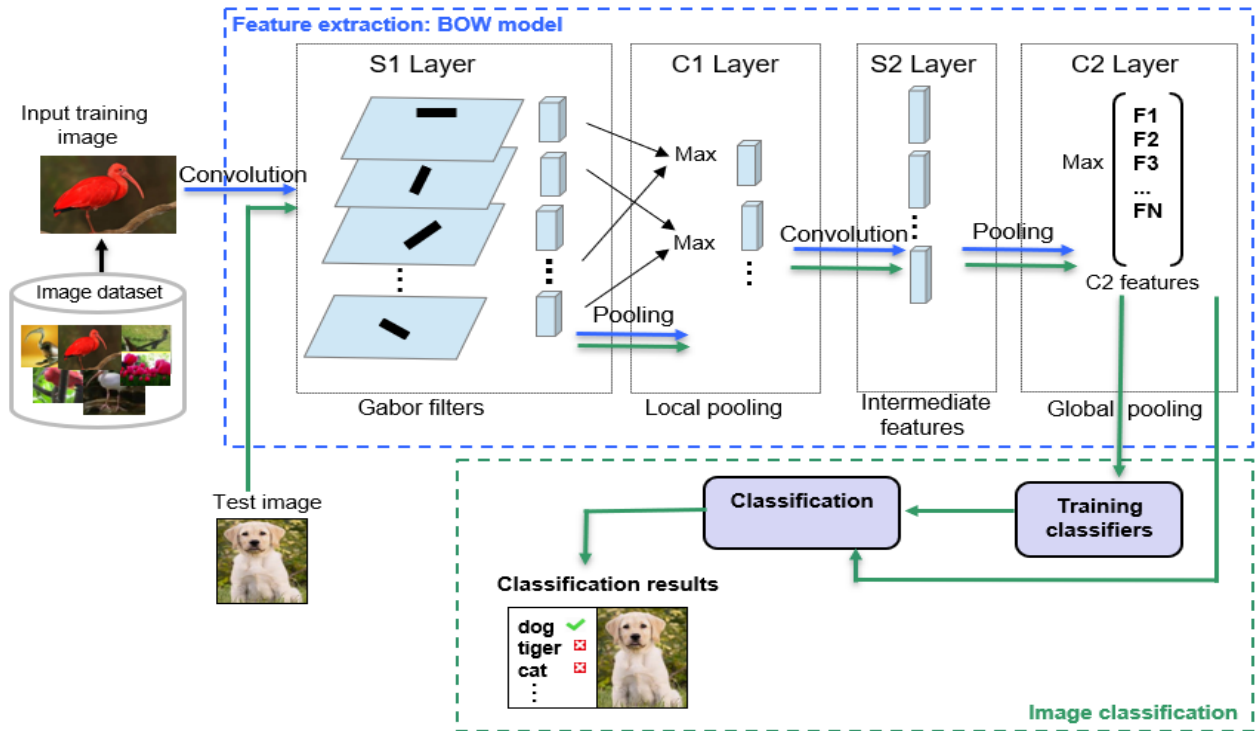 Feature extraction: BOW model
S1 Layer
C1 Layer
S2 Layer
C2 Layer
Input training
image
Convolution
Max
Max
Max
F1
F2
F3
...
FN
Convolution
Pooling
Pooling
C2 features
Image dataset
Gabor filters
Local pooling
Intermediate
features
Global pooling
Test image
Classification
Training
classifiers
Classification results
dog
tiger
cat
Image classification